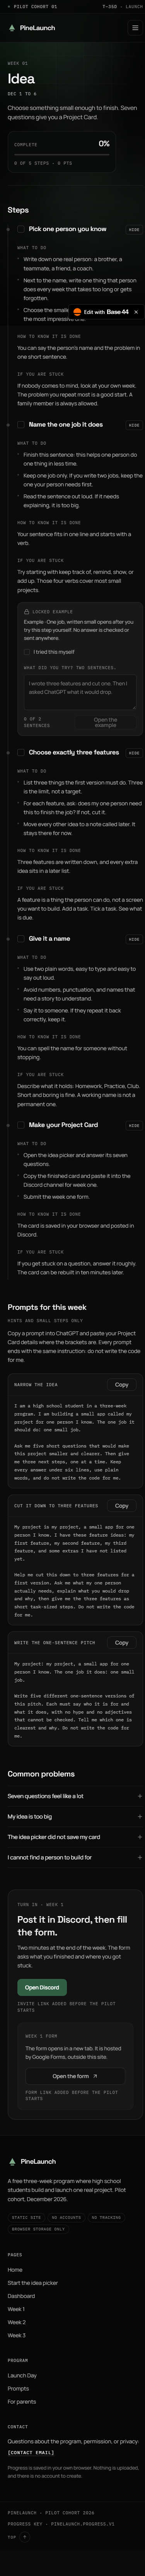 PILOT COHORT 01
T-36D · LAUNCH
PineLaunch
WEEK 01
Idea
DEC 1 TO 6
Choose something small enough to finish. Seven
questions give you a Project Card.
COMPLETE
0%
0 OF 5 STEPS · 0 PTS
Steps
Pick one person you know
HIDE
WHAT TO DO
Write down one real person: a brother, a
teammate, a friend, a coach.
Next to the name, write one thing that person
does every week that takes too long or gets
forgotten.
Choose the smalle
the most impressive one.
Edit with Base 44
HOW TO KNOW IT IS DONE
You can say the person's name and the problem in
one short sentence.
IF YOU ARE STUCK
If nobody comes to mind, look at your own week.
The problem you repeat most is a good start. A
family member is always allowed.
Name the one job it does
HIDE
WHAT TO DO
Finish this sentence: this helps one person do
one thing in less time.
Keep one job only. If you wrote two jobs, keep the
one your person needs first.
Read the sentence out loud. If it needs
explaining, it is too big.
HOW TO KNOW IT IS DONE
Your sentence fits in one line and starts with a
verb.
IF YOU ARE STUCK
Try starting with keep track of, remind, show, or
add up. Those four verbs cover most small
projects.
LOCKED EXAMPLE
Example · One job, written small opens after you
try this step yourself. No answer is checked or
sent anywhere.
I tried this myself
WHAT DID YOU TRY? TWO SENTENCES.
I wrote three features and cut one. Then I
asked ChatGPT what it would drop.
0 OF 2
SENTENCES
Open the
example
Choose exactly three features
HIDE
WHAT TO DO
List three things the first version must do. Three
is the limit, not a target.
For each feature, ask: does my one person need
this to finish the job? If not, cut it.
Move every other idea to a note called later. It
stays there for now.
HOW TO KNOW IT IS DONE
Three features are written down, and every extra
idea sits in a later list.
IF YOU ARE STUCK
A feature is a thing the person can do, not a screen
you want to build. Add a task. Tick a task. See what
is due.
Give it a name
HIDE
WHAT TO DO
Use two plain words, easy to type and easy to
say out loud.
Avoid numbers, punctuation, and names that
need a story to understand.
Say it to someone. If they repeat it back
correctly, keep it.
HOW TO KNOW IT IS DONE
You can spell the name for someone without
stopping.
IF YOU ARE STUCK
Describe what it holds: Homework, Practice, Club.
Short and boring is fine. A working name is not a
permanent one.
Make your Project Card
HIDE
WHAT TO DO
Open the idea picker and answer its seven
questions.
Copy the finished card and paste it into the
Discord channel for week one.
Submit the week one form.
HOW TO KNOW IT IS DONE
The card is saved in your browser and posted in
Discord.
IF YOU ARE STUCK
If you get stuck on a question, answer it roughly.
The card can be rebuilt in ten minutes later.
Prompts for this week
HINTS AND SMALL STEPS ONLY
Copy a prompt into ChatGPT and paste your Project
Card details where the brackets are. Every prompt
ends with the same instruction: do not write the code
for me.
NARROW THE IDEA
Copy
I am a high school student in a three-week
program. I am building a small app called my
project for one person I know. The one job it
should do: one small job.
Ask me five short questions that would make
this project smaller and clearer. Then give
me three next steps, one at a time. Keep
every answer under six lines, use plain
words, and do not write the code for me.
CUT IT DOWN TO THREE FEATURES
Copy
My project is my project, a small app for one
person I know. I have these feature ideas: my
first feature, my second feature, my third
feature, and some extras I have not listed
yet.
Help me cut this down to three features for a
first version. Ask me what my one person
actually needs, explain what you would drop
and why, then give me the three features as
short task-sized steps. Do not write the code
for me.
WRITE THE ONE-SENTENCE PITCH
Copy
My project: my project, a small app for one
person I know. The one job it does: one small
job.
Write five different one-sentence versions of
this pitch. Each must say who it is for and
what it does, with no hype and no adjectives
that cannot be checked. Tell me which one is
clearest and why. Do not write the code for
me.
Common problems
Seven questions feels like a lot
My idea is too big
The idea picker did not save my card
I cannot find a person to build for
TURN IN · WEEK 1
Post it in Discord, then fill
the form.
Two minutes at the end of the week. The form
asks what you finished and where you got
stuck.
Open Discord
INVITE LINK ADDED BEFORE THE PILOT
STARTS
WEEK 1 FORM
The form opens in a new tab. It is hosted
by Google Forms, outside this site.
Open the form
FORM LINK ADDED BEFORE THE PILOT
STARTS
PineLaunch
A free three-week program where high school
students build and launch one real project. Pilot
cohort, December 2026.
STATIC SITE
NO ACCOUNTS
NO TRACKING
BROWSER STORAGE ONLY
PAGES
Home
Start the idea picker
Dashboard
Week 1
Week 2
Week 3
PROGRAM
Launch Day
Prompts
For parents
CONTACT
Questions about the program, permission, or privacy:
[CONTACT EMAIL]
Progress is saved in your own browser. Nothing is uploaded,
and there is no account to create.
PINELAUNCH · PILOT COHORT 2026
PROGRESS KEY · PINELAUNCH.PROGRESS.V1
TOP